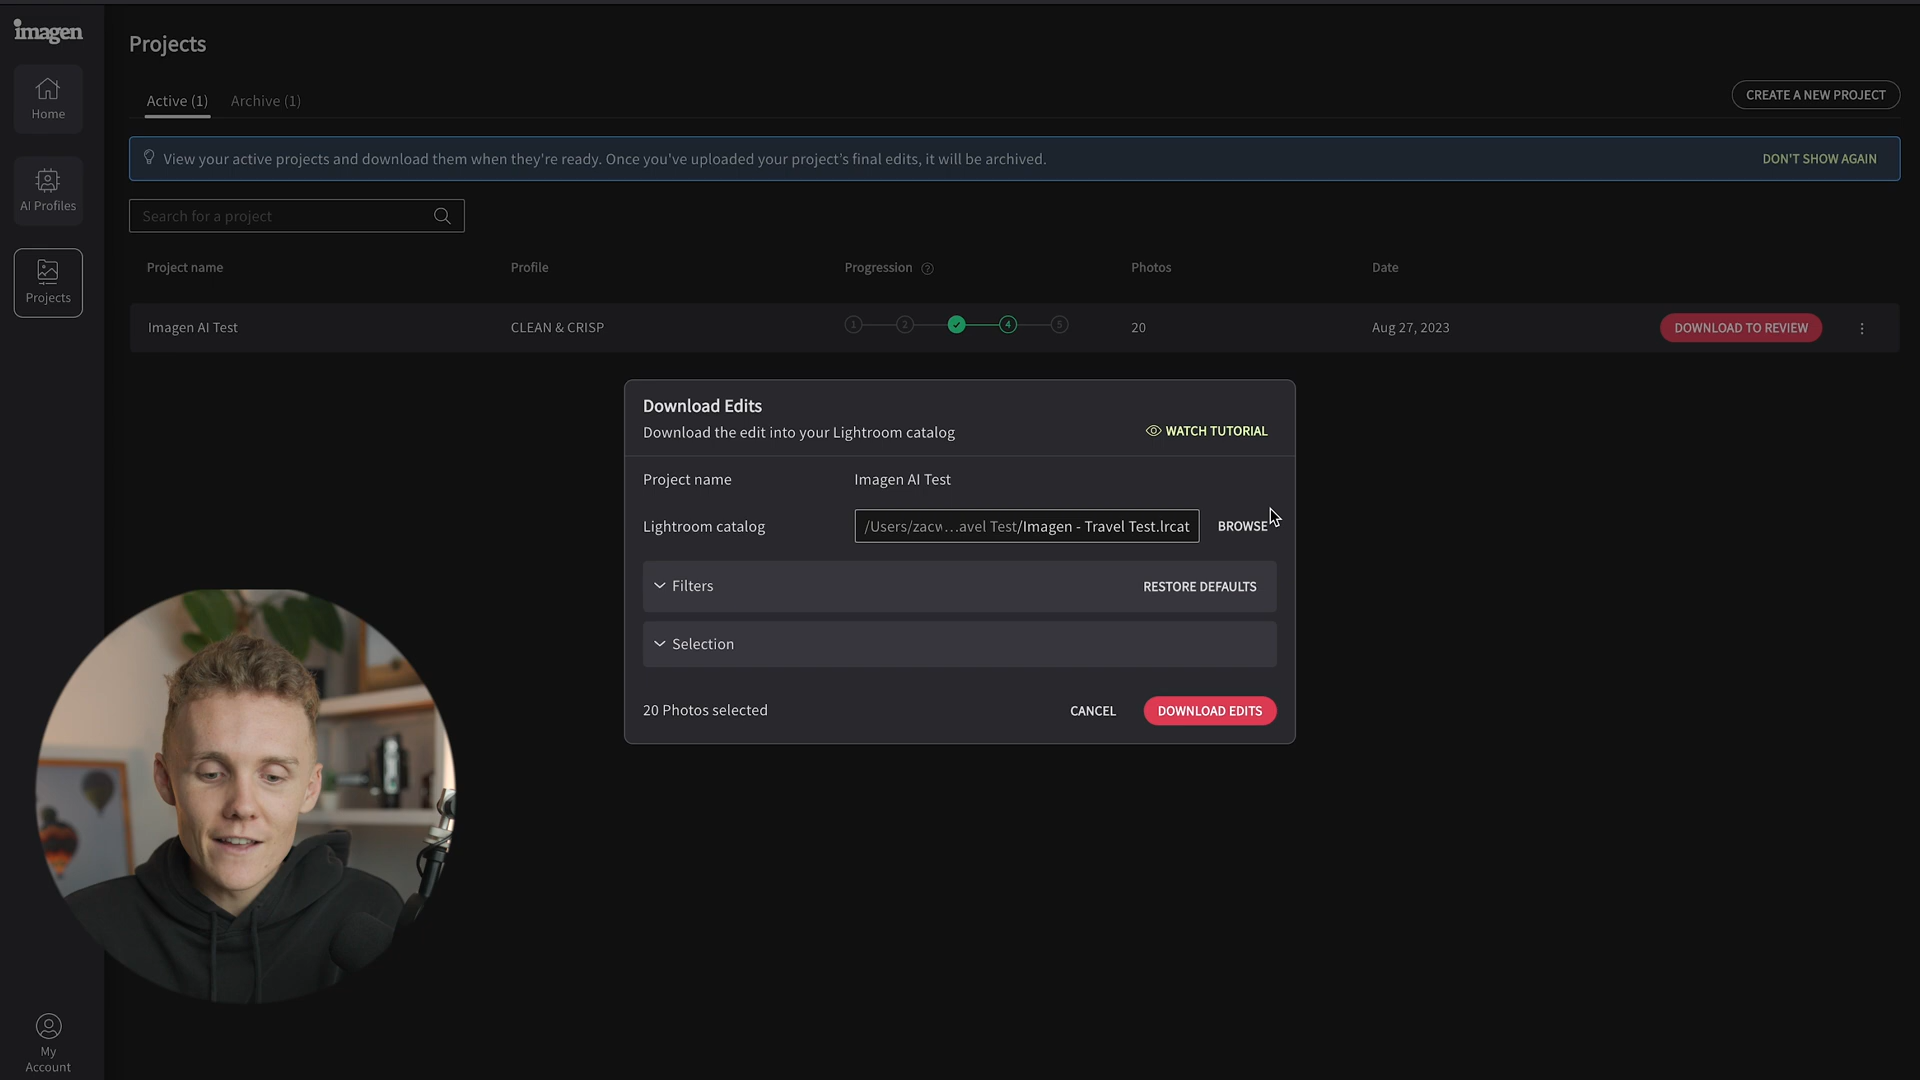 imagen
Projects
Home
Active (1)
Archive (1)
CREATE A NEW PROJECT
View your active projects and download them when they're ready. Once you've uploaded your project's final edits, it will be archived.
DON'T SHOW AGAIN
AI Profiles
Search for a project
Projects
Project name
Profile
Progression
?
Photos
Date
Imagen AI Test
CLEAN & CRISP
1
2
4
5
20
Aug 27, 2023
DOWNLOAD TO REVIEW
Download Edits
Download the edit into your Lightroom catalog
WATCH TUTORIAL
Project name
Imagen AI Test
Lightroom catalog
/Users/zacw...avel Test/Imagen - Travel Test.lrcat
BROWSE
Filters
RESTORE DEFAULTS
Selection
20 Photos selected
CANCEL
DOWNLOAD EDITS
My
Account